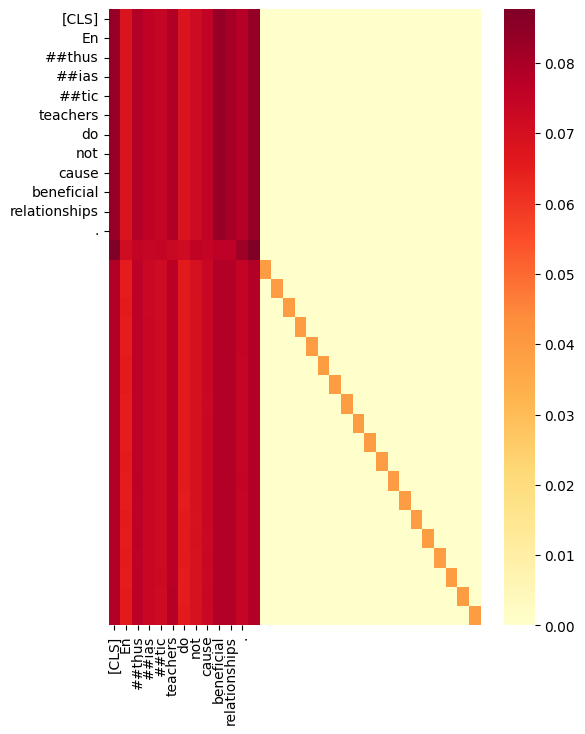 [CLS]
En
##thus
##ias
##tic
teachers
do
not
cause
beneficial
relationships
.
[CLS]
En
##thus
##ias
##tic
teachers
do
not
cause
beneficial
relationships
.
0.08
0.07
0.06
0.05
0.04
0.03
0.02
0.01
0.00